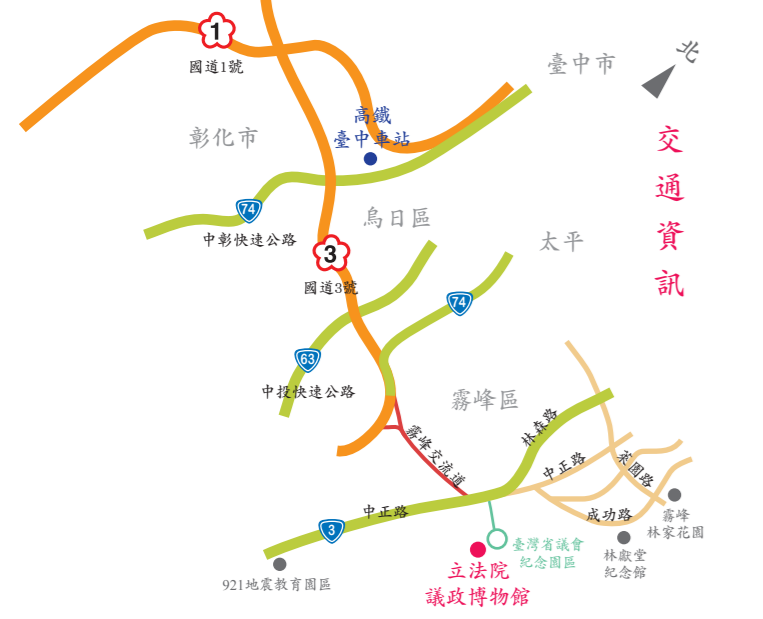 1
國道1號
臺中市
北
交通資訊
高鐵
臺中車站
彰化市
74
中彰快速公路
烏日區
太平
3
國道3號
74
63
中投快速公路
霧峰區
霧峰交流道
林森路
中正路
萊園路
中正路
成功路
霧峰
林家花園
3
臺灣省議會
紀念園區
林獻堂
紀念館
立法院
議政博物館
921地震教育園區